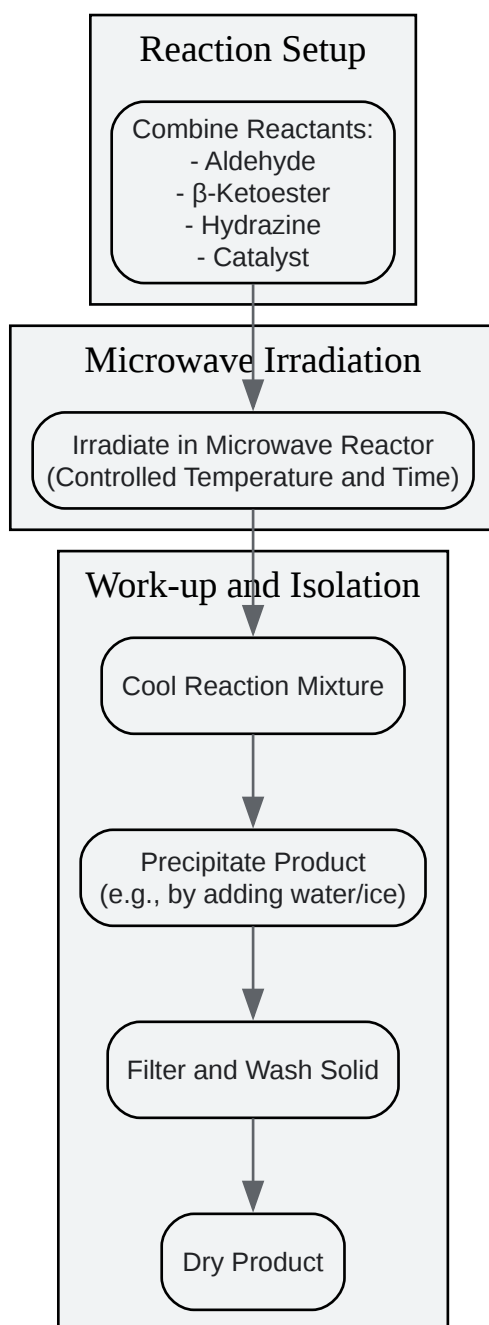 Reaction Setup
Combine Reactants:
- Aldehyde
- β-Ketoester
- Hydrazine
- Catalyst
Microwave Irradiation
Irradiate in Microwave Reactor
(Controlled Temperature and Time)
Work-up and Isolation
Cool Reaction Mixture
Precipitate Product
(e.g., by adding water/ice)
Filter and Wash Solid
Dry Product